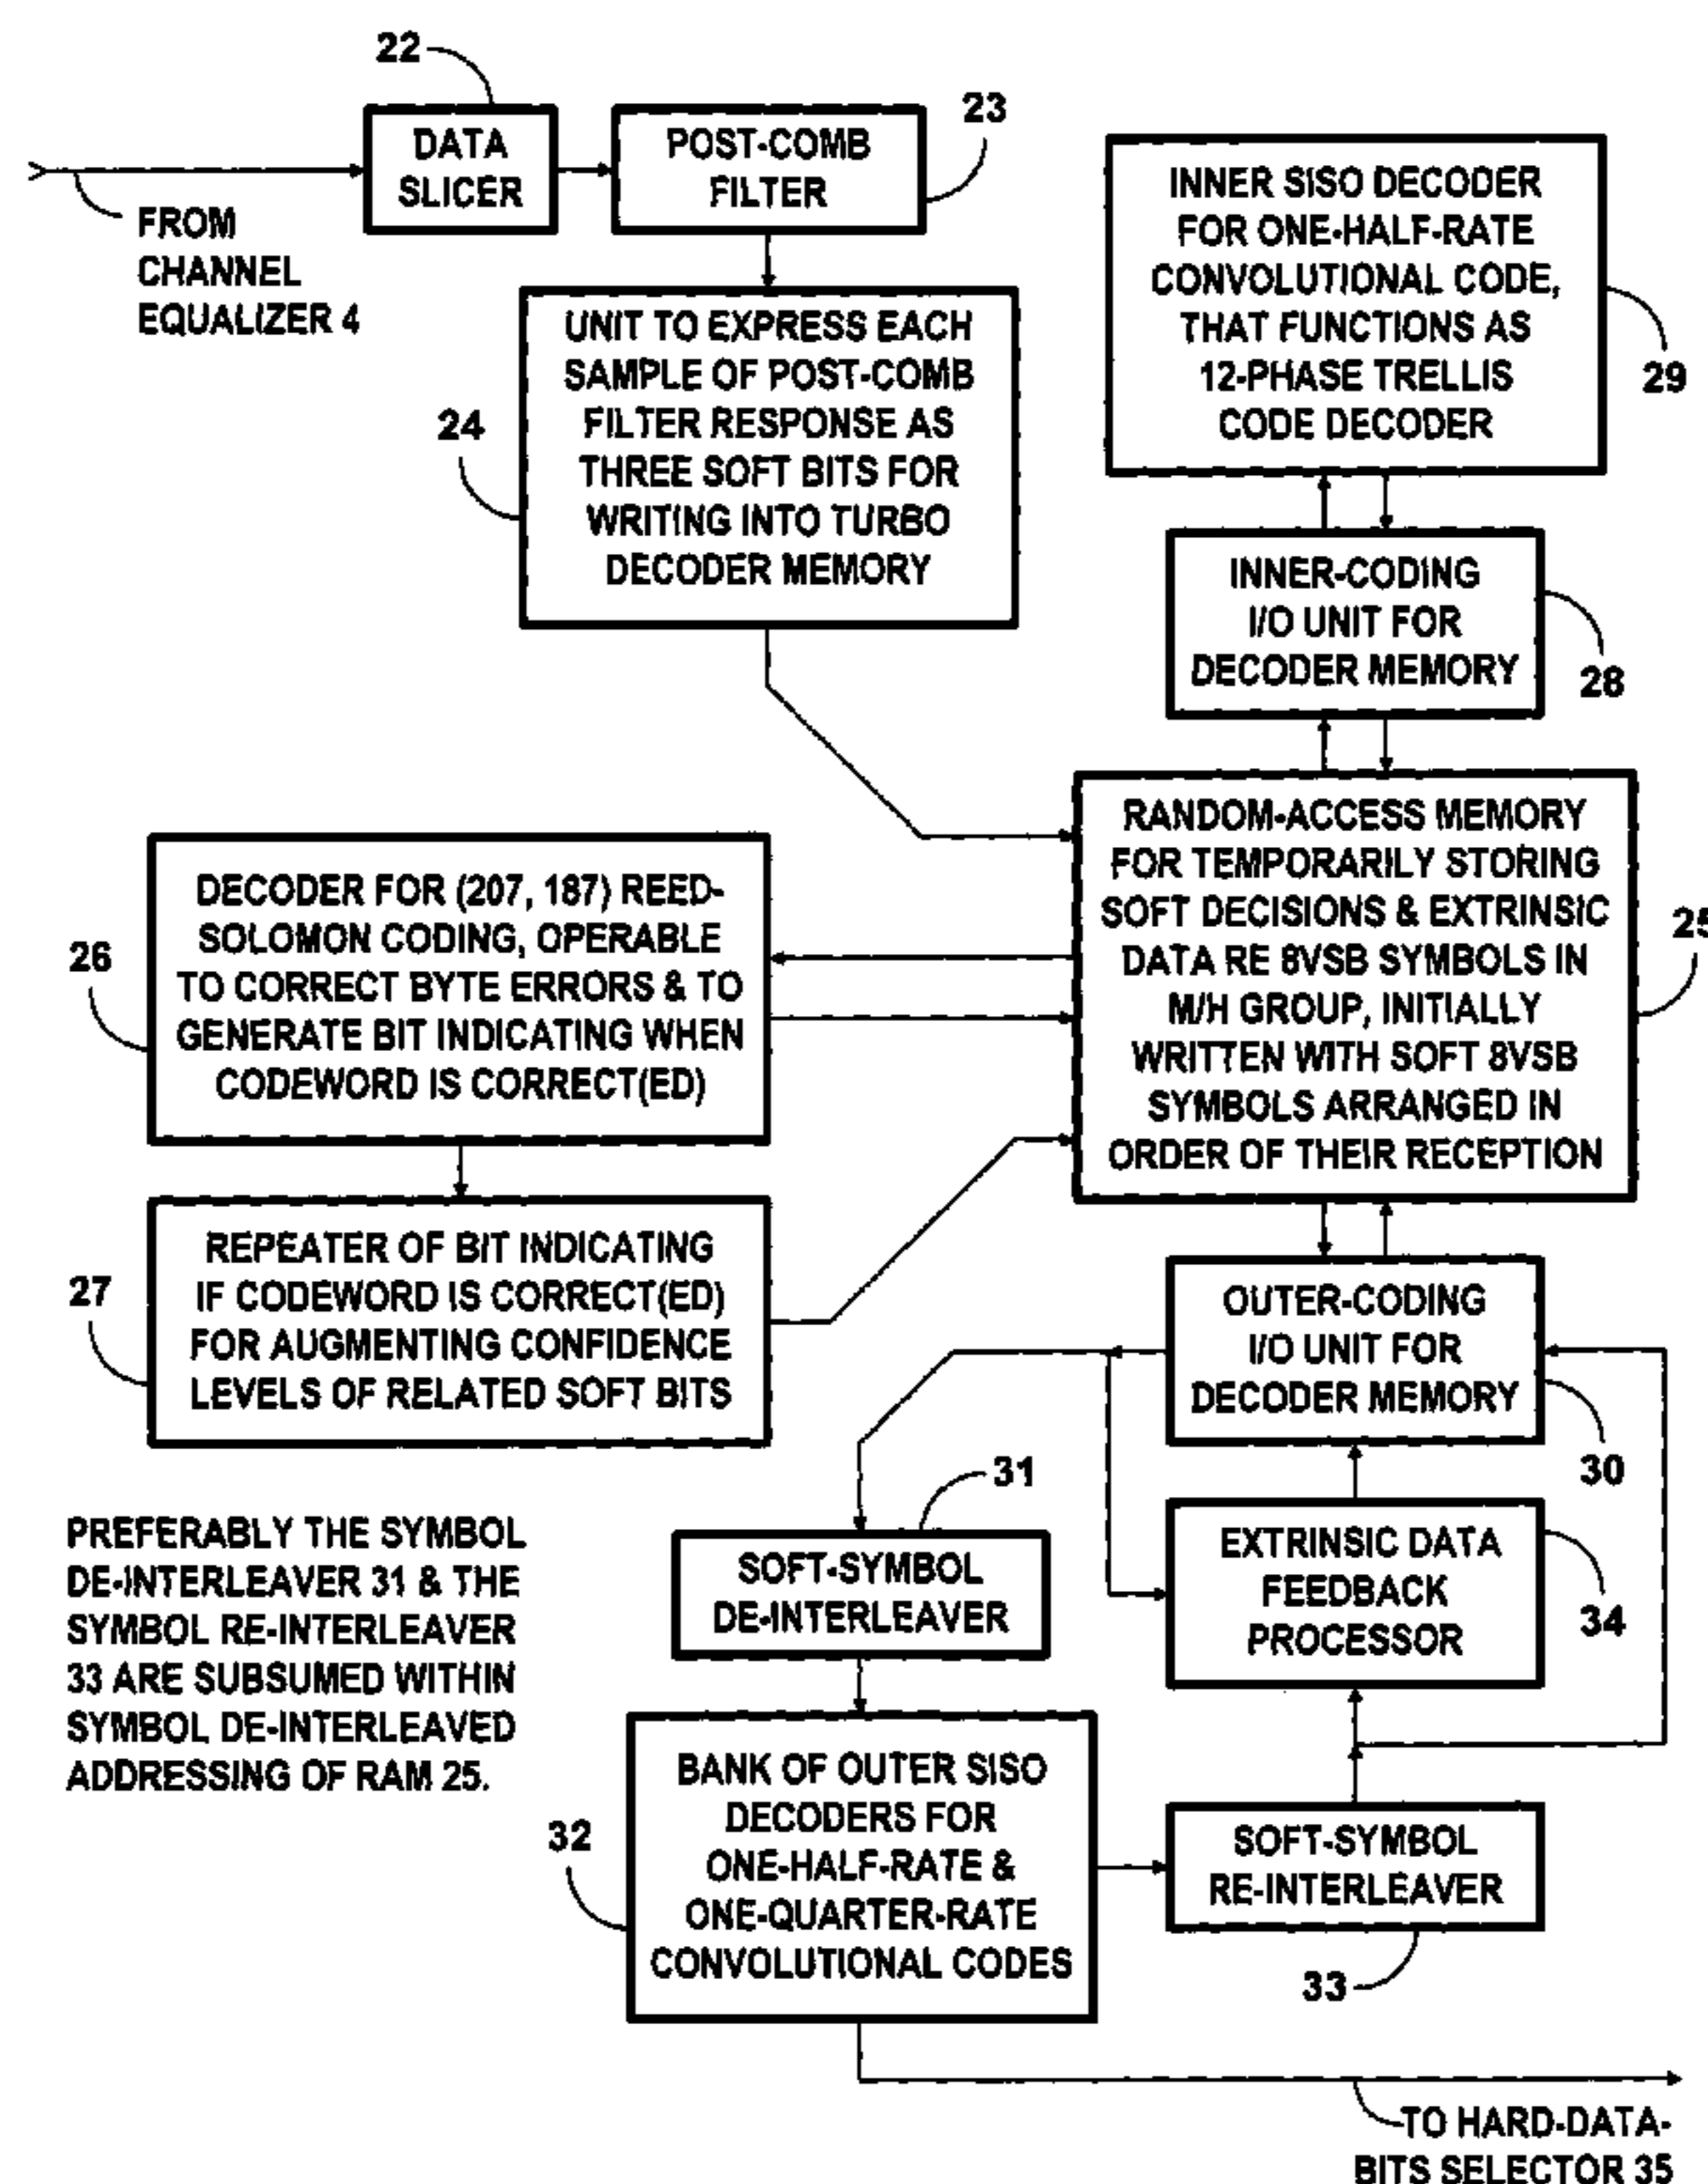 22
DATA
SLICER
POST-COMB
FILTER
23
FROM
CHANNEL
EQUALIZER 4
UNIT TO EXPRESS EACH
SAMPLE OF POST-COMB
FILTER RESPONSE AS
THREE SOFT BITS FOR
WRITING INTO TURBO
DECODER MEMORY
24
INNER SISO DECODER
FOR ONE-HALF-RATE
CONVOLUTIONAL CODE,
THAT FUNCTIONS AS
12-PHASE TRELLIS
CODE DECODER
29
INNER-CODING
I/O UNIT FOR
DECODER MEMORY
28
RANDOM-ACCESS MEMORY
FOR TEMPORARILY STORING
SOFT DECISIONS & EXTRINSIC
DATA RE 8VSB SYMBOLS IN
M/H GROUP, INITIALLY
WRITTEN WITH SOFT 8VSB
SYMBOLS ARRANGED IN
ORDER OF THEIR RECEPTION
25
DECODER FOR (207, 187) REED-
SOLOMON CODING, OPERABLE
TO CORRECT BYTE ERRORS & TO
GENERATE BIT INDICATING WHEN
CODEWORD IS CORRECT(ED)
26
REPEATER OF BIT INDICATING
IF CODEWORD IS CORRECT(ED)
FOR AUGMENTING CONFIDENCE
LEVELS OF RELATED SOFT BITS
27
OUTER-CODING
I/O UNIT FOR
DECODER MEMORY
30
31
SOFT-SYMBOL
DE-INTERLEAVER
EXTRINSIC DATA
FEEDBACK
PROCESSOR
34
PREFERABLY THE SYMBOL
DE-INTERLEAVER 31 & THE
SYMBOL RE-INTERLEAVER
33 ARE SUBSUMED WITHIN
SYMBOL DE-INTERLEAVED
ADDRESSING OF RAM 25.
BANK OF OUTER SISO
DECODERS FOR
ONE-HALF-RATE &
ONE-QUARTER-RATE
CONVOLUTIONAL CODES
32
SOFT-SYMBOL
RE-INTERLEAVER
33
TO HARD-DATA-
BITS SELECTOR 35